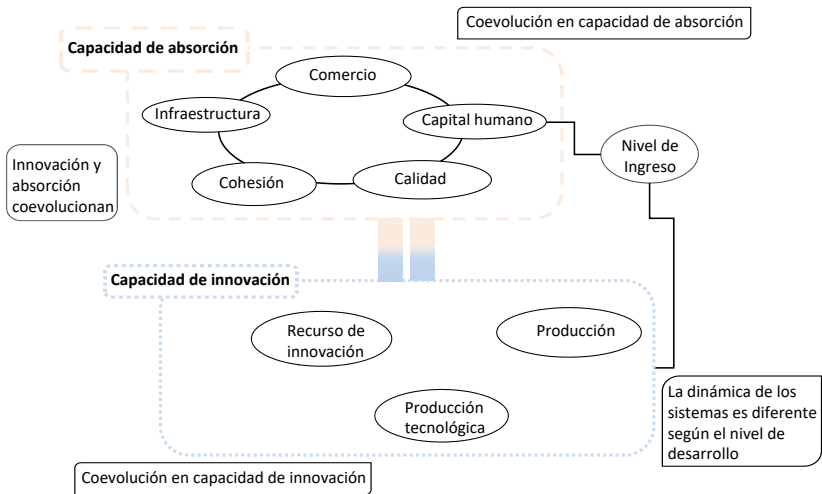 Coevolución en capacidad de absorción
Capacidad de absorción
Comercio
Infraestructura
Capital humano
Nivel de
Ingreso
Innovación y
absorción
coevolucionan
Cohesión
Calidad
Capacidad de innovación
Recurso de
innovación
Producción
Producción
tecnológica
La dinámica de los
sistemas es diferente
según el nivel de
desarrollo
Coevolución en capacidad de innovación